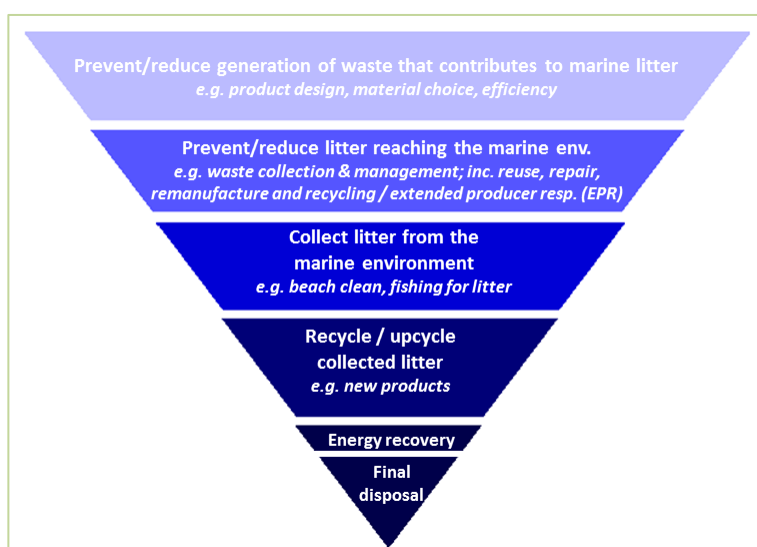 Prevent/reduce generation of waste that contributes to marine litter
e.g. product design, material choice, efficiency
Prevent/reduce litter reaching the marine env.
e.g. waste collection & management; inc. reuse, repair,
remanufacture and recycling / extended producer resp. (EPR)
Collect litter from the
marine environment
e.g. beach clean, fishing for litter
Recycle / upcycle
collected litter
e.g. new products
Energy recovery
Final
disposal